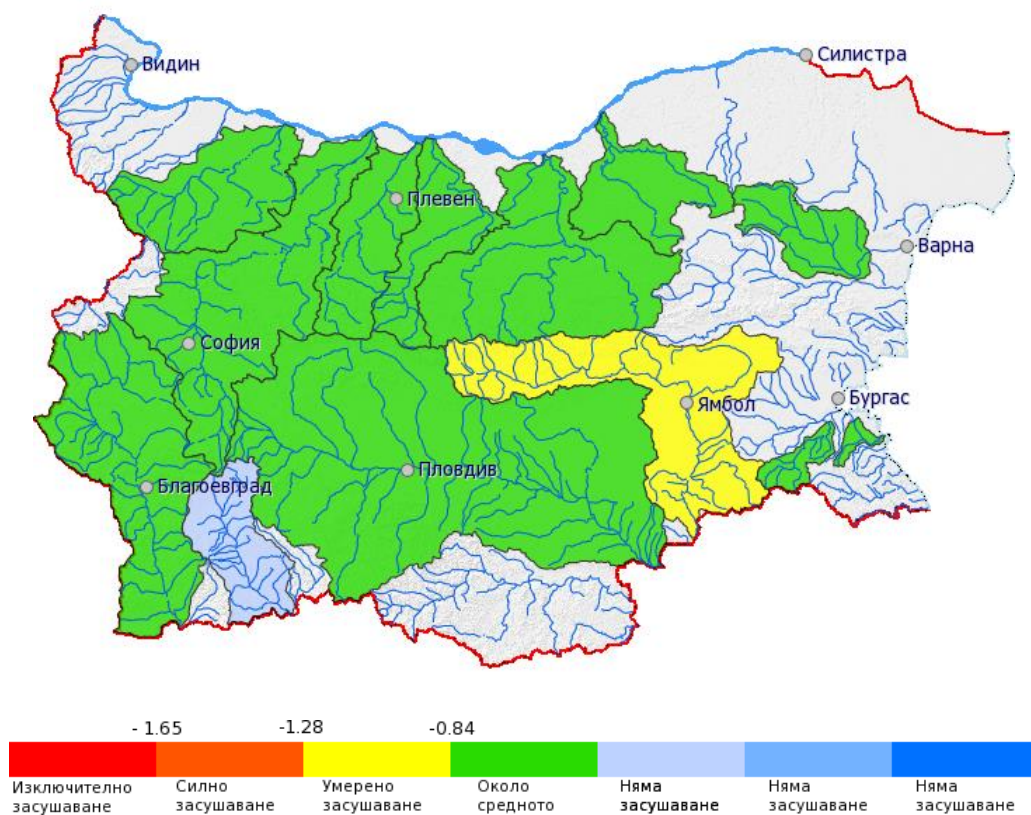 Силистра
Видин
Плевен
Варна
София
Бургас
Ямбол
Пловдив
Благоевград
- 1.65 -1.28 -0.84
Изключително засушаване
Силно засушаване
Умерено засушаване
Около средното
Няма засушаване
Няма засушаване
Няма засушаване